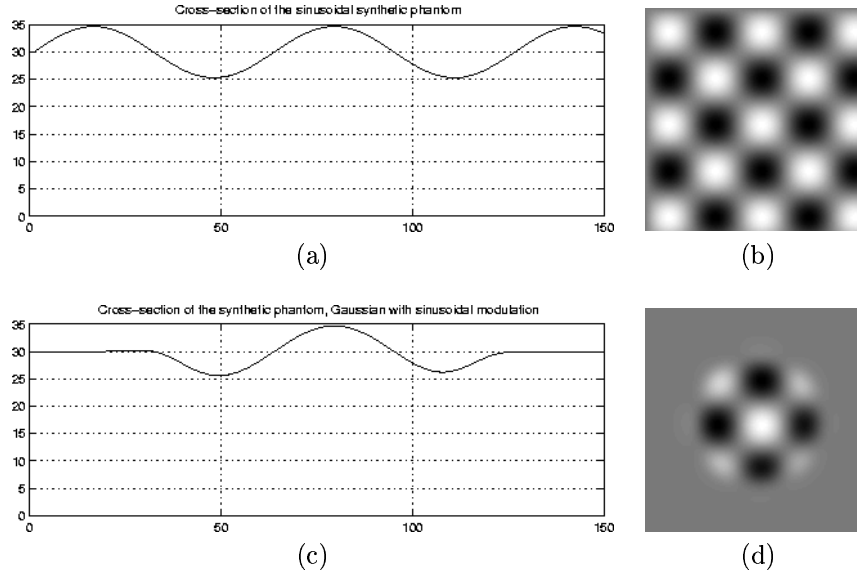 Cross-section of the sinusoidal synthetic phantom
35
30
25
20
15
10
5
0
0 50 100 150
(a) (b)
Cross-section of the synthetic phantom, Gaussian with sinusoidal modulation
35
30
25
20
15
10
5
0
0 50 100 150
(c) (d)